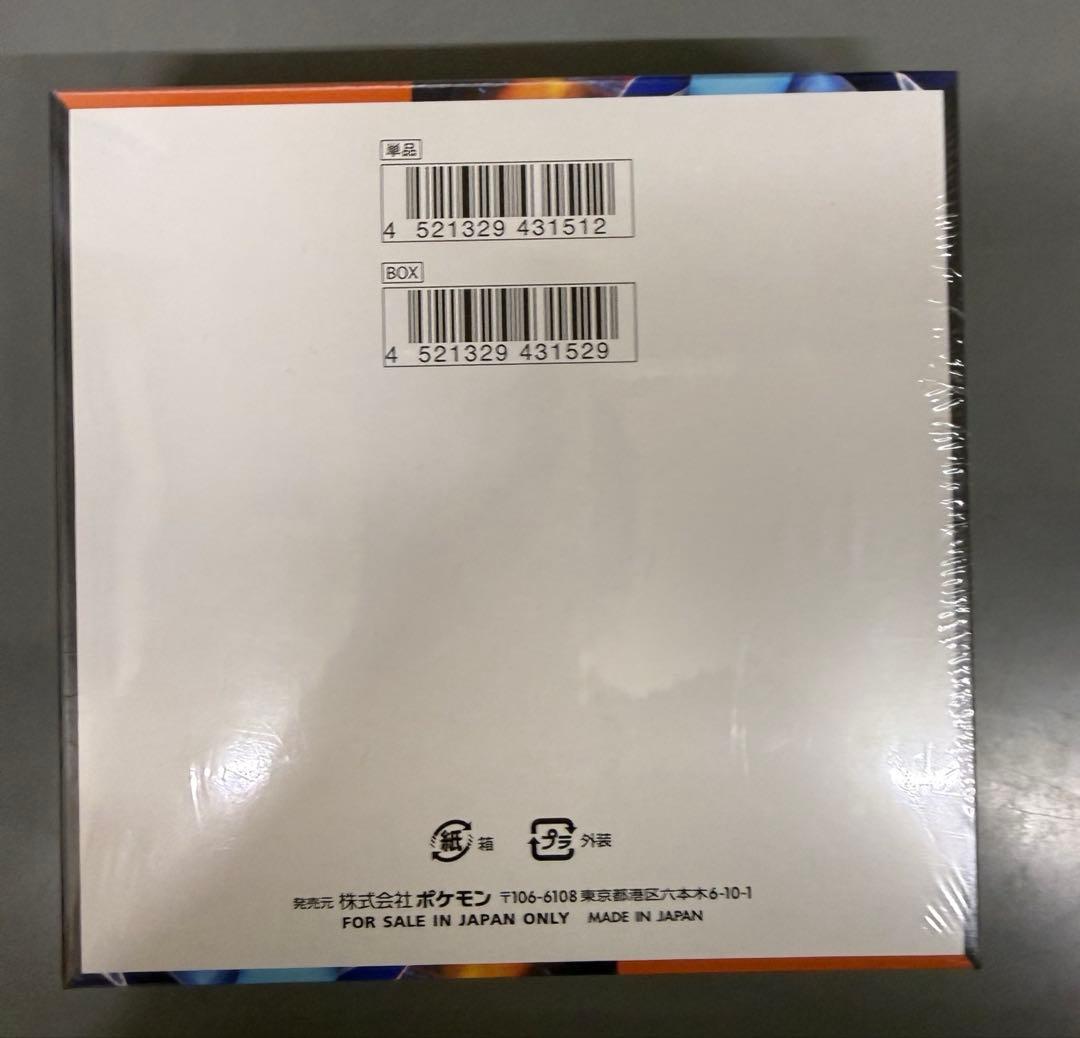 単品
4 521329 431512
BOX
4 521329 431529
紙 箱 プラ 外装
発売元 株式会社ポケモン 〒106-6108 東京都港区六本木6-10-1
FOR SALE IN JAPAN ONLY MADE IN JAPAN